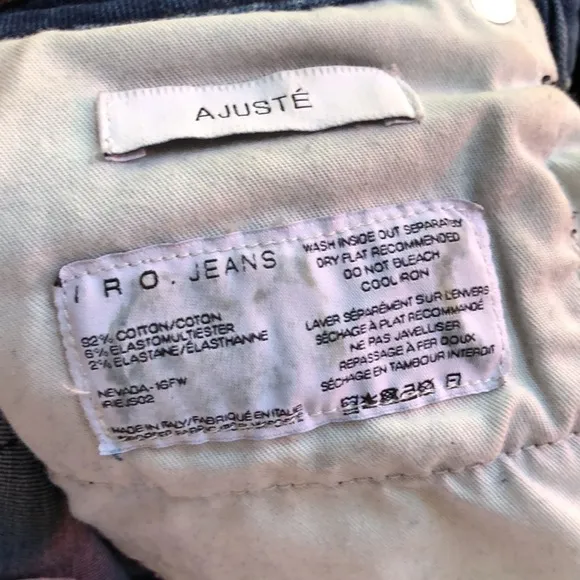 AJUSTÉ
I R O . JEANS
92% COTTON/COTON
6% ELASTOMULTIESTER
2% ELASTANE/ÉLASTHANNE
NEVADA-16FW
MADE IN ITALY/FABRIQUÉ EN ITALIE
WASH INSIDE OUT SEPARATELY
DRY FLAT RECOMMENDED
DO NOT BLEACH
COOL IRON
LAVER SÉPARÉMENT SUR L'ENVERS
SÉCHAGE À PLAT RECOMMANDÉ
NE PAS JAVELLISER
REPASSAGE À FER DOUX
SÉCHAGE EN TAMBOUR INTERDIT